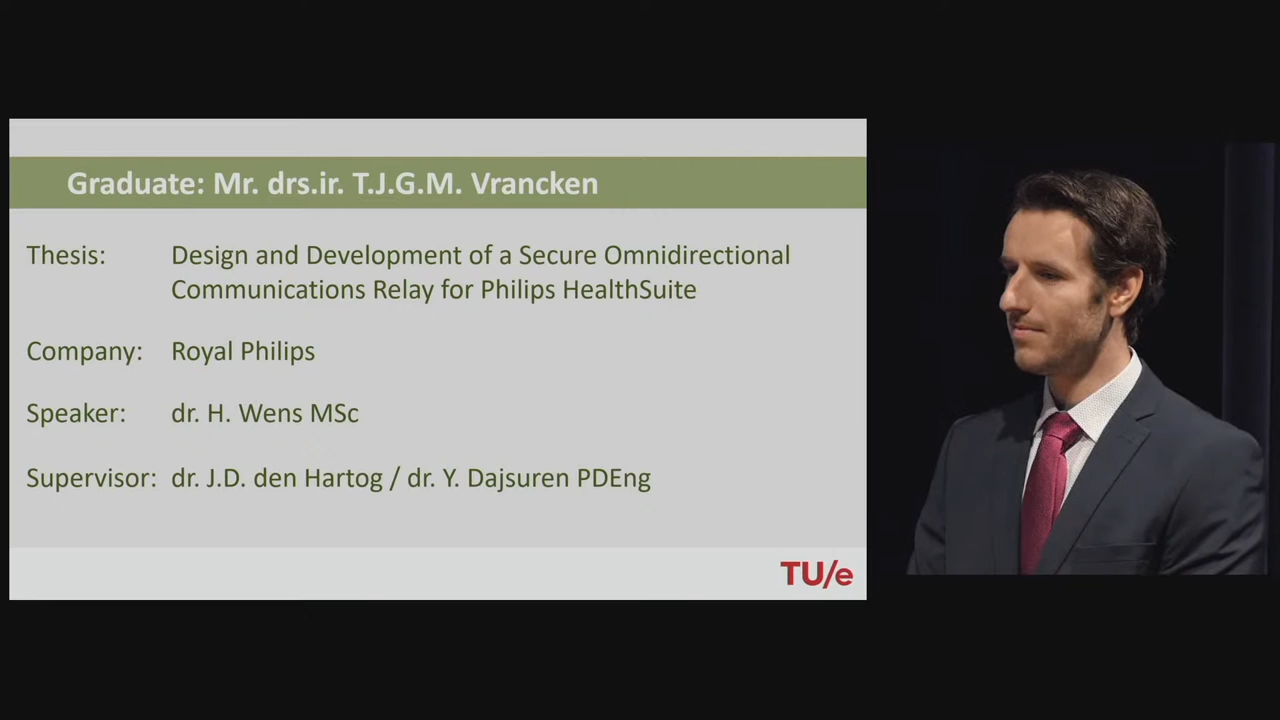 Graduate: Mr. drs.ir. T.J.G.M. Vrancken
Thesis: Design and Development of a Secure Omnidirectional
Communications Relay for Philips HealthSuite
Company: Royal Philips
Speaker: dr. H. Wens MSc
Supervisor: dr. J.D. den Hartog / dr. Y. Dajsuren PDEng
TU/e